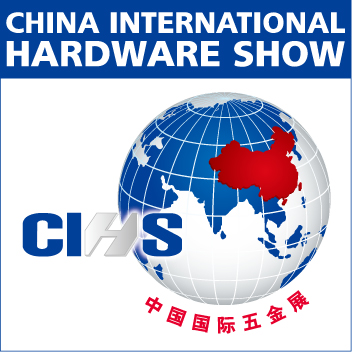 CHINA INTERNATIONAL
HARDWARE SHOW
CIHS
中国国际五金展